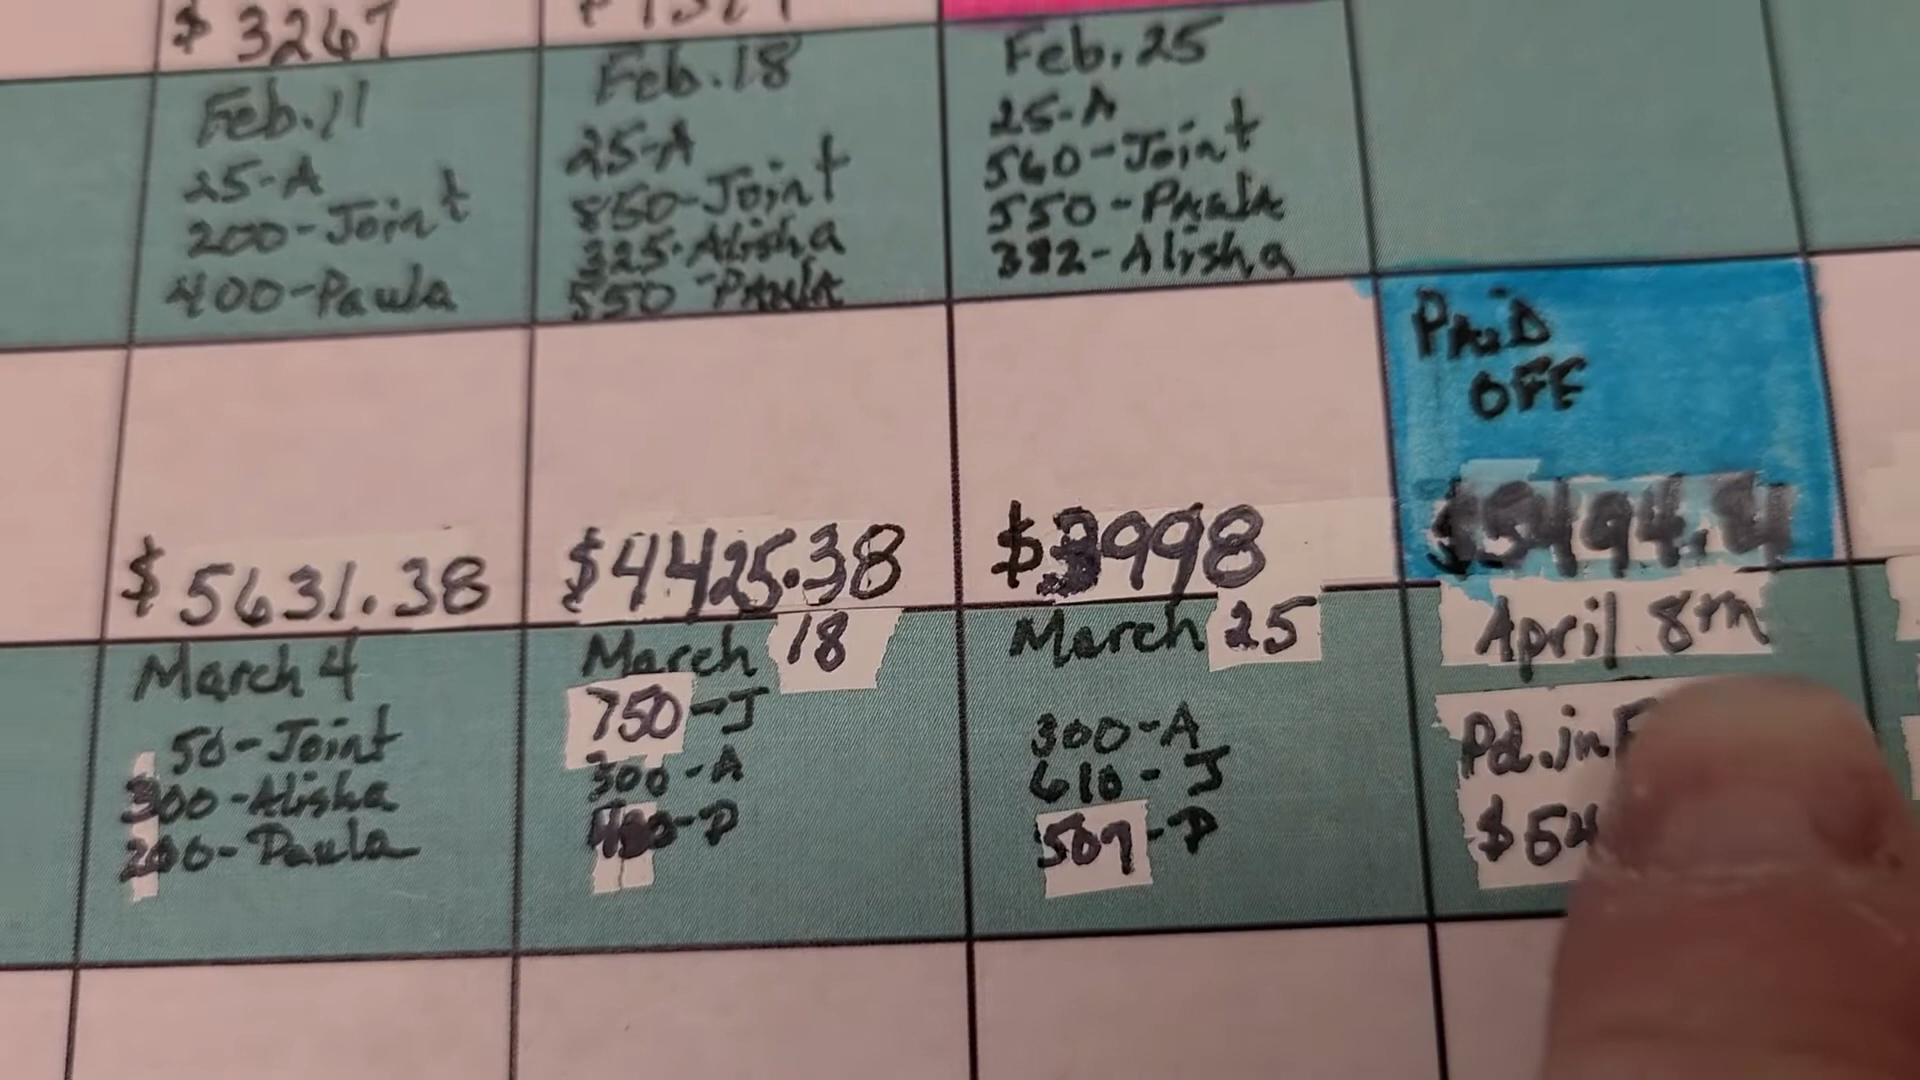 $3267
Feb. 11
25-A
200-Joint
400-Paula
Feb. 18
25-A
850-Joint
325-Alisha
550-Paula
Feb. 25
25-A
560-Joint
550-Paula
382-Alisha
PAiD
OFF
$5631.38
$4425.38
$3998
March 4
50-Joint
300-Alisha
200-Paula
March 18
750-J
300-A
-P
March 25
300-A
610-J
507-P
April 8th
Pd. in
$54